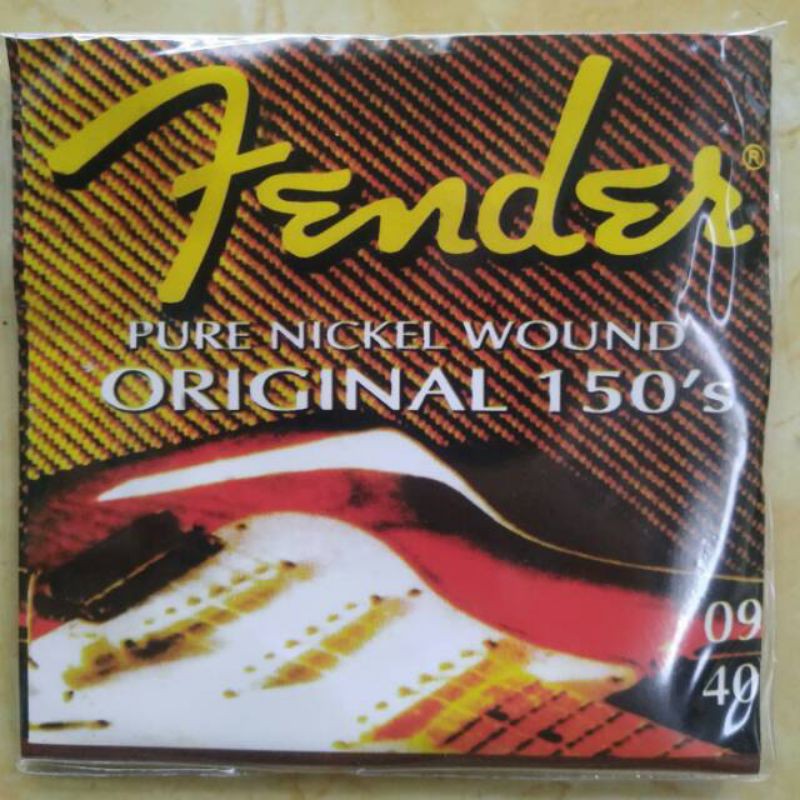 Fender®
PURE NICKEL WOUND
ORIGINAL 150's
09
40